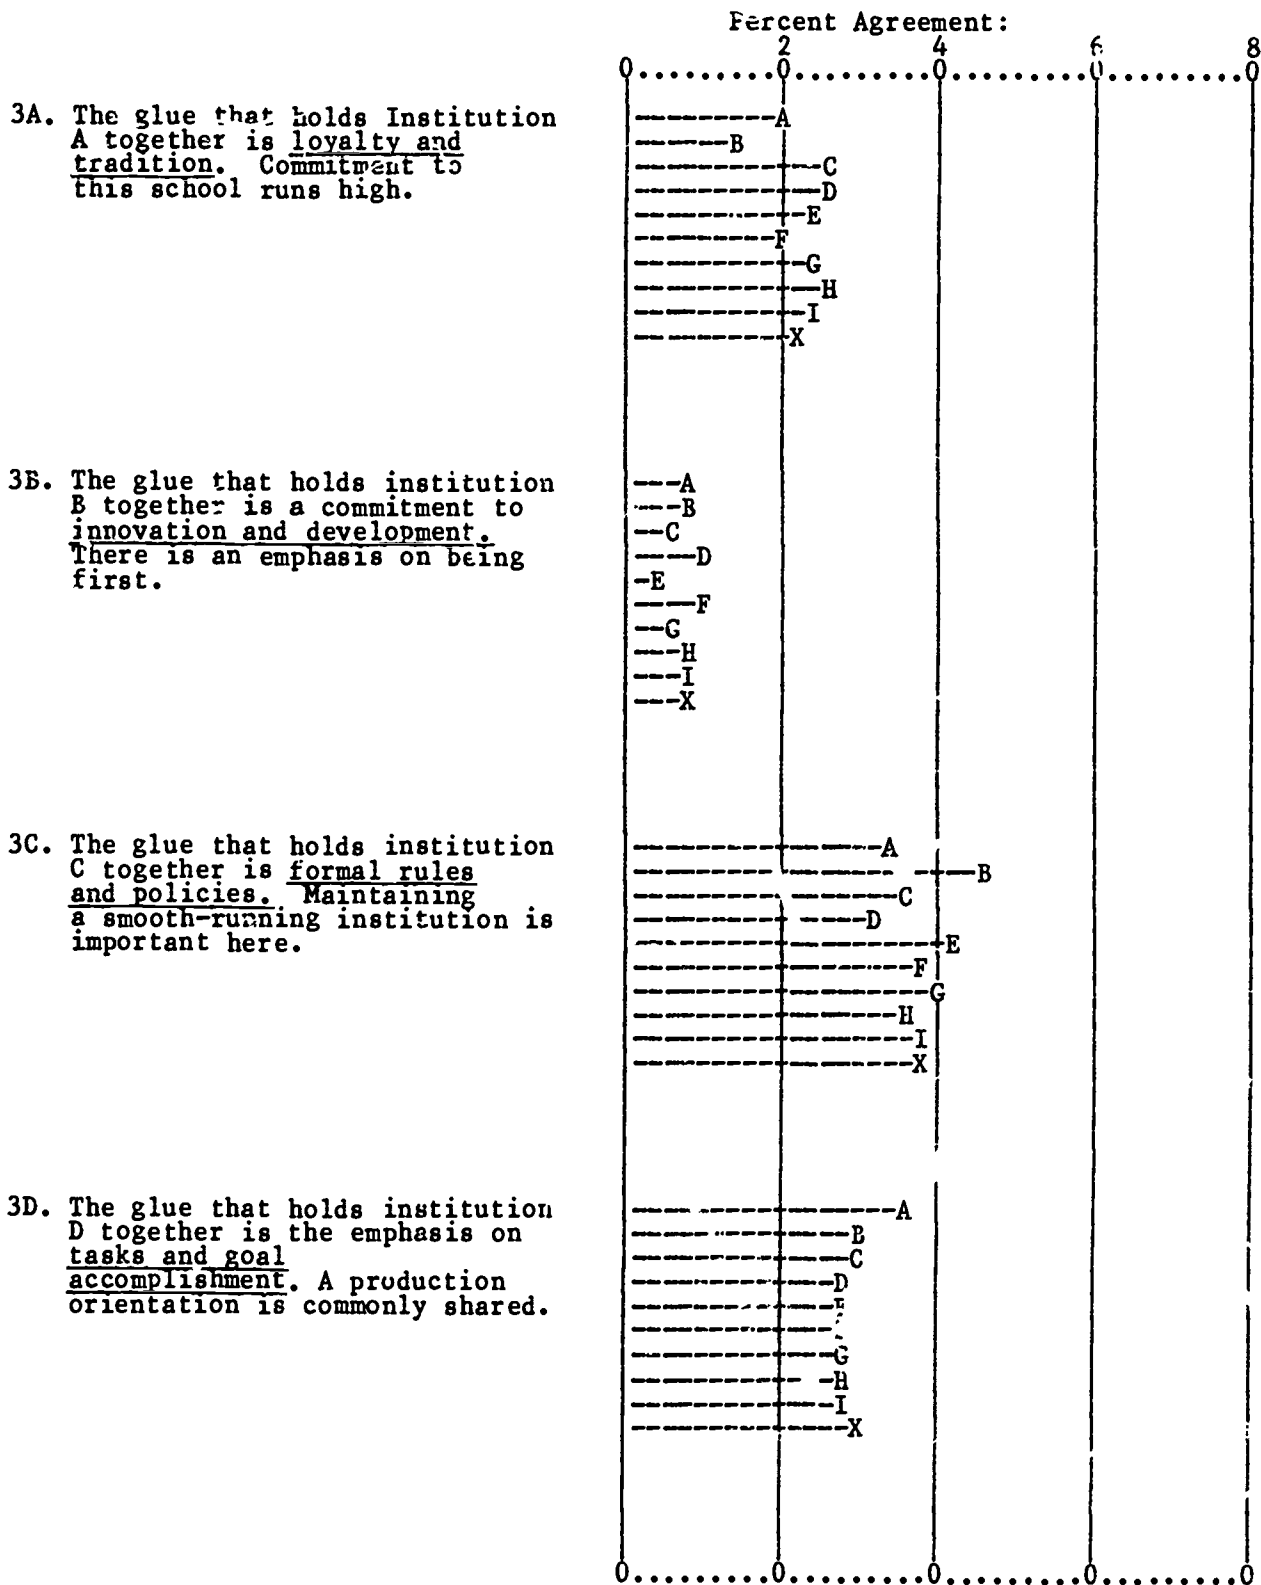 Percent Agreement:
2 4 6 8
0.........0.........0.........0.........0
3A. The glue that holds Institution
A together is loyalty and
tradition. Commitment to
this school runs high.
---------A
------B
------------C
------------D
-----------E
---------F
-----------G
------------H
-----------I
----------X
3B. The glue that holds institution
B together is a commitment to
innovation and development.
There is an emphasis on being
first.
---A
---B
--C
----D
-E
----F
--G
---H
---I
---X
3C. The glue that holds institution
C together is formal rules
and policies. Maintaining
a smooth-running institution is
important here.
----------------A
----------------------B
-----------------C
---------------D
--------------------E
------------------F
-------------------G
-----------------H
------------------I
------------------X
3D. The glue that holds institution
D together is the emphasis on
tasks and goal
accomplishment. A production
orientation is commonly shared.
-----------------A
--------------B
--------------C
-------------D
-------------
-------------
-------------G
-------------H
-------------I
--------------X
0.........0.........0.........0.........0